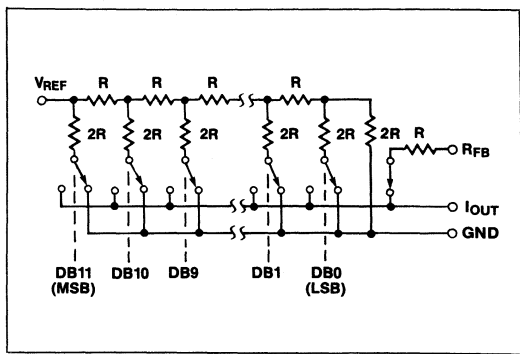 R R R R
VREF
2R 2R 2R 2R 2R 2R R RFB
IOUT
GND
DB11 DB10 DB9 DB1 DB0
(MSB) (LSB)